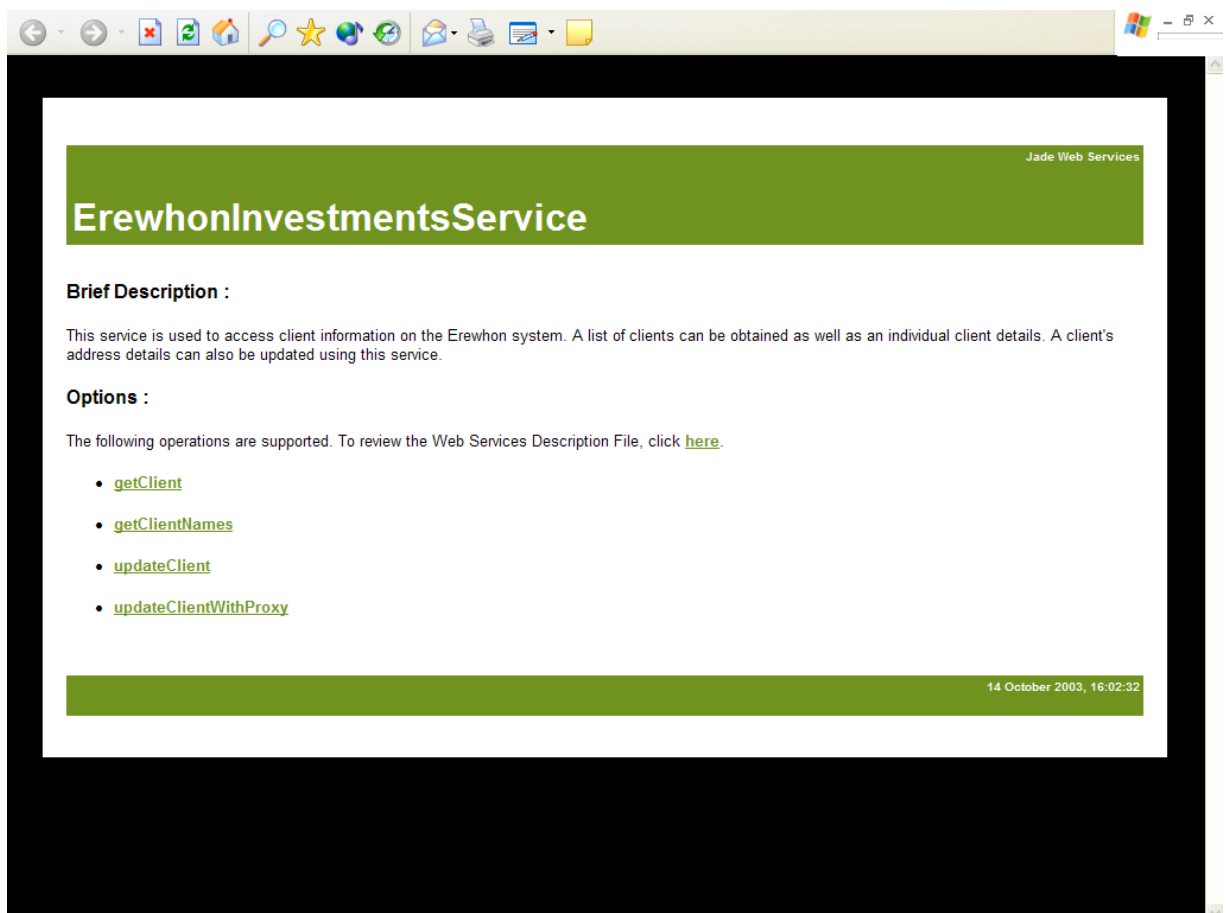 Jade Web Services
ErewhonInvestmentsService
Brief Description :
This service is used to access client information on the Erewhon system. A list of clients can be obtained as well as an individual client details. A client's
address details can also be updated using this service.
Options :
The following operations are supported. To review the Web Services Description File, click here.
• getClient
• getClientNames
• updateClient
• updateClientWithProxy
14 October 2003, 16:02:32